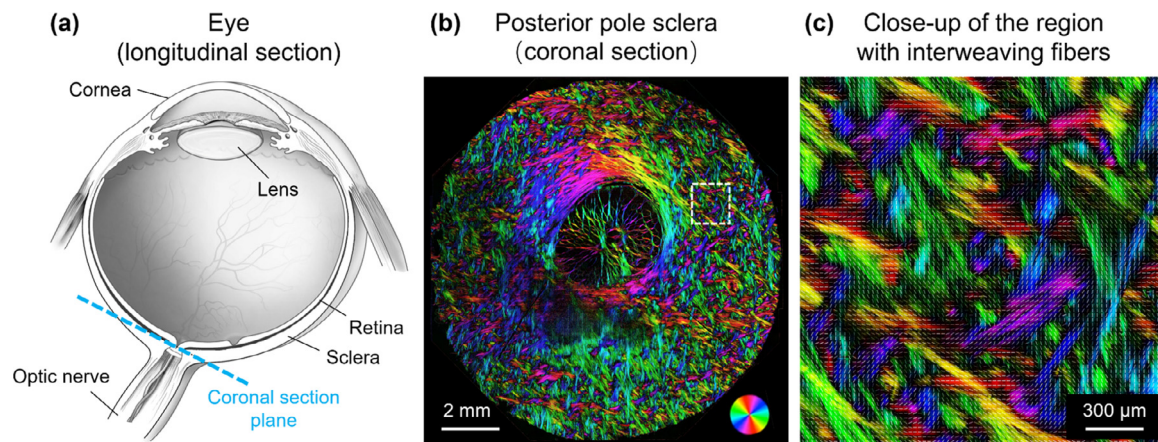 (a)
Eye
(longitudinal section)
Cornea
Lens
Retina
Sclera
Optic nerve
Coronal section
plane
(b)
Posterior pole sclera
(coronal section)
2 mm
(c)
Close-up of the region
with interweaving fibers
300 μm